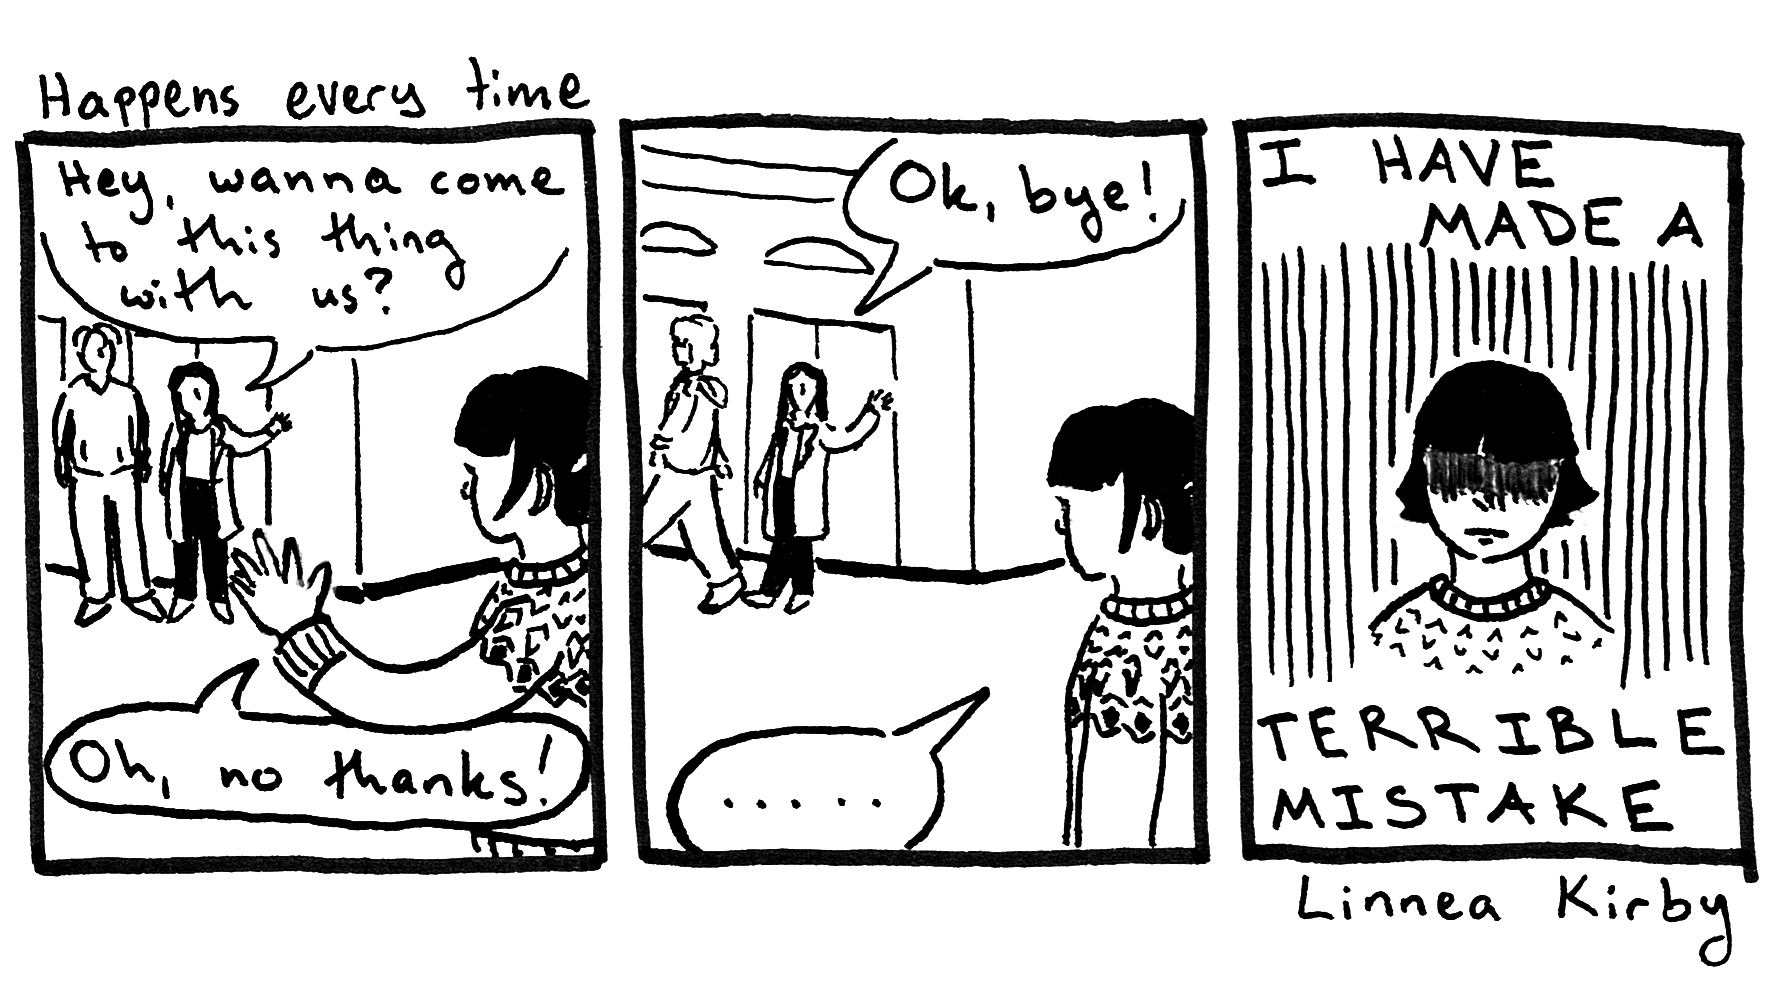 Happens every time
Hey, wanna come
to this thing
with us?
Oh, no thanks!
Ok, bye!
.....
I HAVE
MADE A
TERRIBLE
MISTAKE
Linnea Kirby